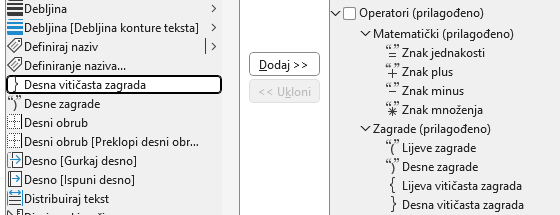 Debljina
Debljina [Debljina konture teksta]
Definiraj naziv
Definiranje naziva...
Desna vitičasta zagrada
Desne zagrade
Desni obrub
Desni obrub [Preklopi desni obr...
Desno [Gurkaj desno]
Desno [Ispuni desno]
Distribuiraj tekst
Dodaj >>
<< Ukloni
Operatori (prilagođeno)
Matematički (prilagođeno)
Znak jednakosti
Znak plus
Znak minus
Znak množenja
Zagrade (prilagođeno)
Lijeve zagrade
Desne zagrade
Lijeva vitičasta zagrada
Desna vitičasta zagrada